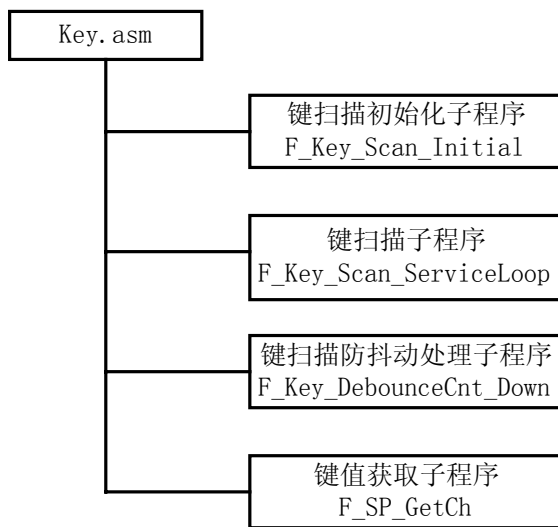 Key.asm
键扫描初始化子程序
F_Key_Scan_Initial
键扫描子程序
F_Key_Scan_ServiceLoop
键扫描防抖动处理子程序
F_Key_DebounceCnt_Down
键值获取子程序
F_SP_GetCh